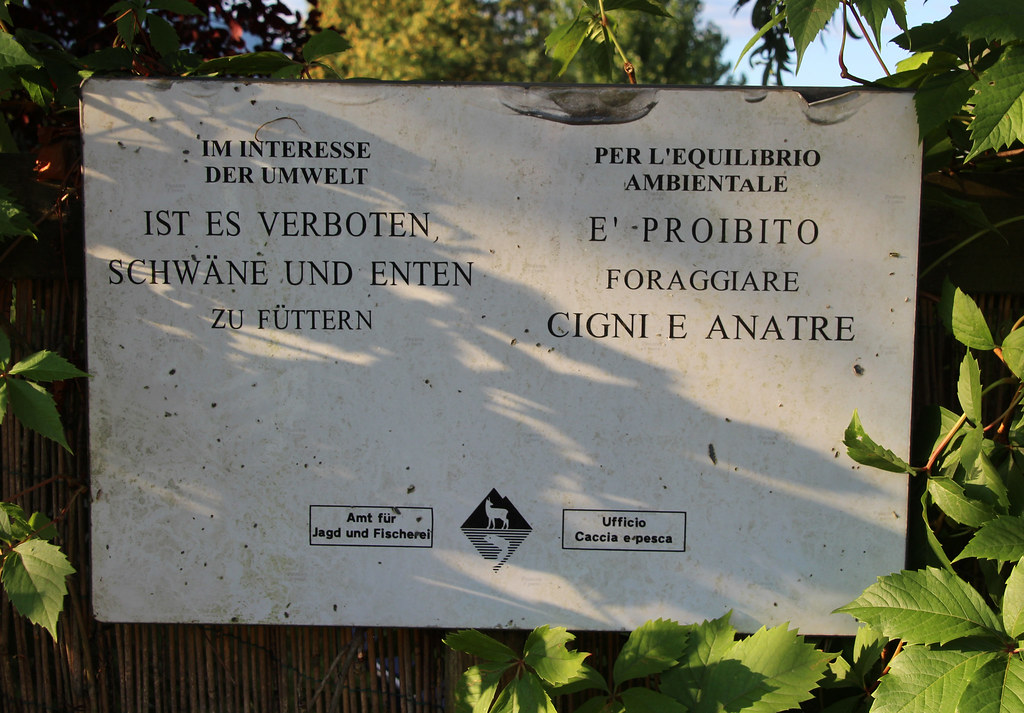 IM INTERESSE
DER UMWELT
IST ES VERBOTEN,
SCHWÄNE UND ENTEN
ZU FÜTTERN
PER L'EQUILIBRIO
AMBIENTALE
E' PROIBITO
FORAGGIARE
CIGNI E ANATRE
Amt für
Jagd und Fischerei
Ufficio
Caccia e pesca